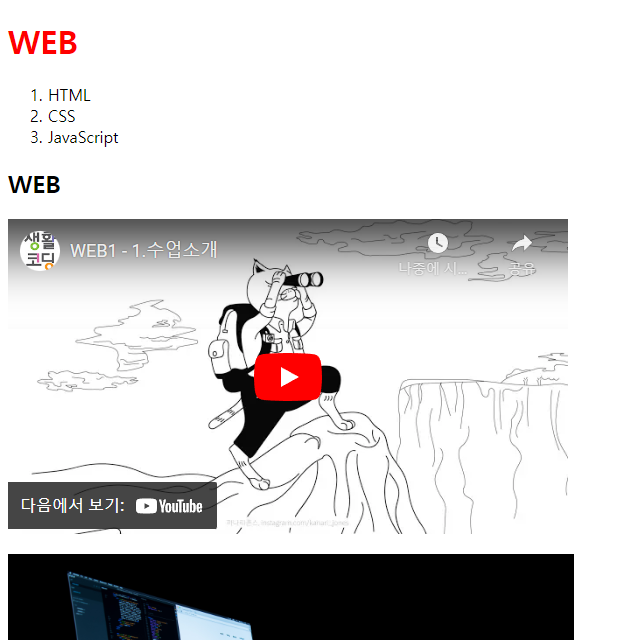 WEB
1. HTML
2. CSS
3. JavaScript
WEB
생활
코딩
WEB1 - 1.수업소개
나중에 시...
공유
다음에서 보기: YouTube